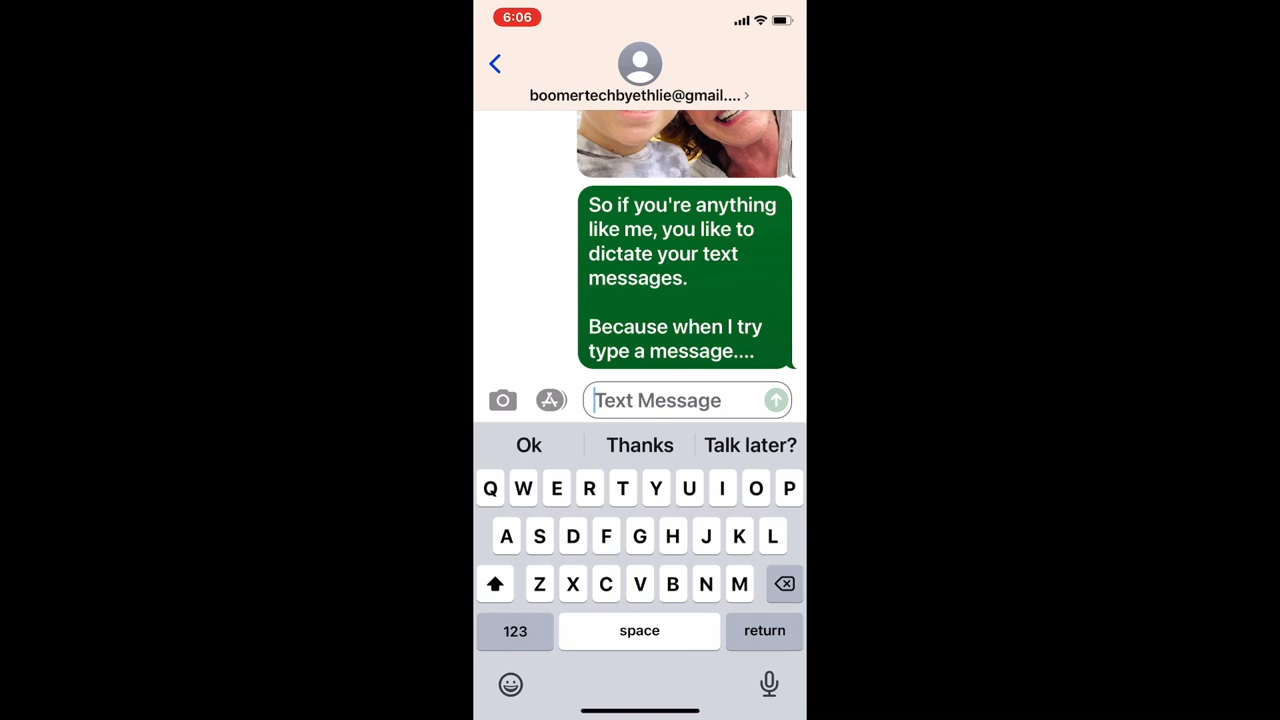 6:06
boomertechbyethlie@gmail.... >
So if you're anything
like me, you like to
dictate your text
messages.
Because when I try
type a message....
Text Message
Ok Thanks Talk later?
Q W E R T Y U I O P
A S D F G H J K L
Z X C V B N M
123 space return